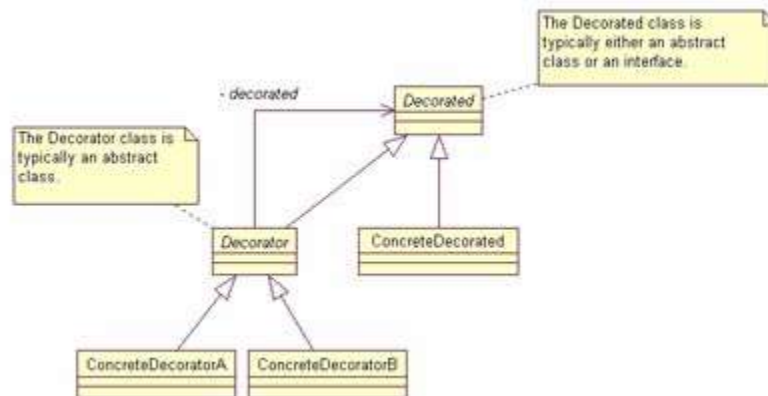 The Decorated class is
typically either an abstract
class or an interface.
- decorated
Decorated
The Decorator class is
typically an abstract
class.
Decorator
ConcreteDecorated
ConcreteDecoratorA
ConcreteDecoratorB